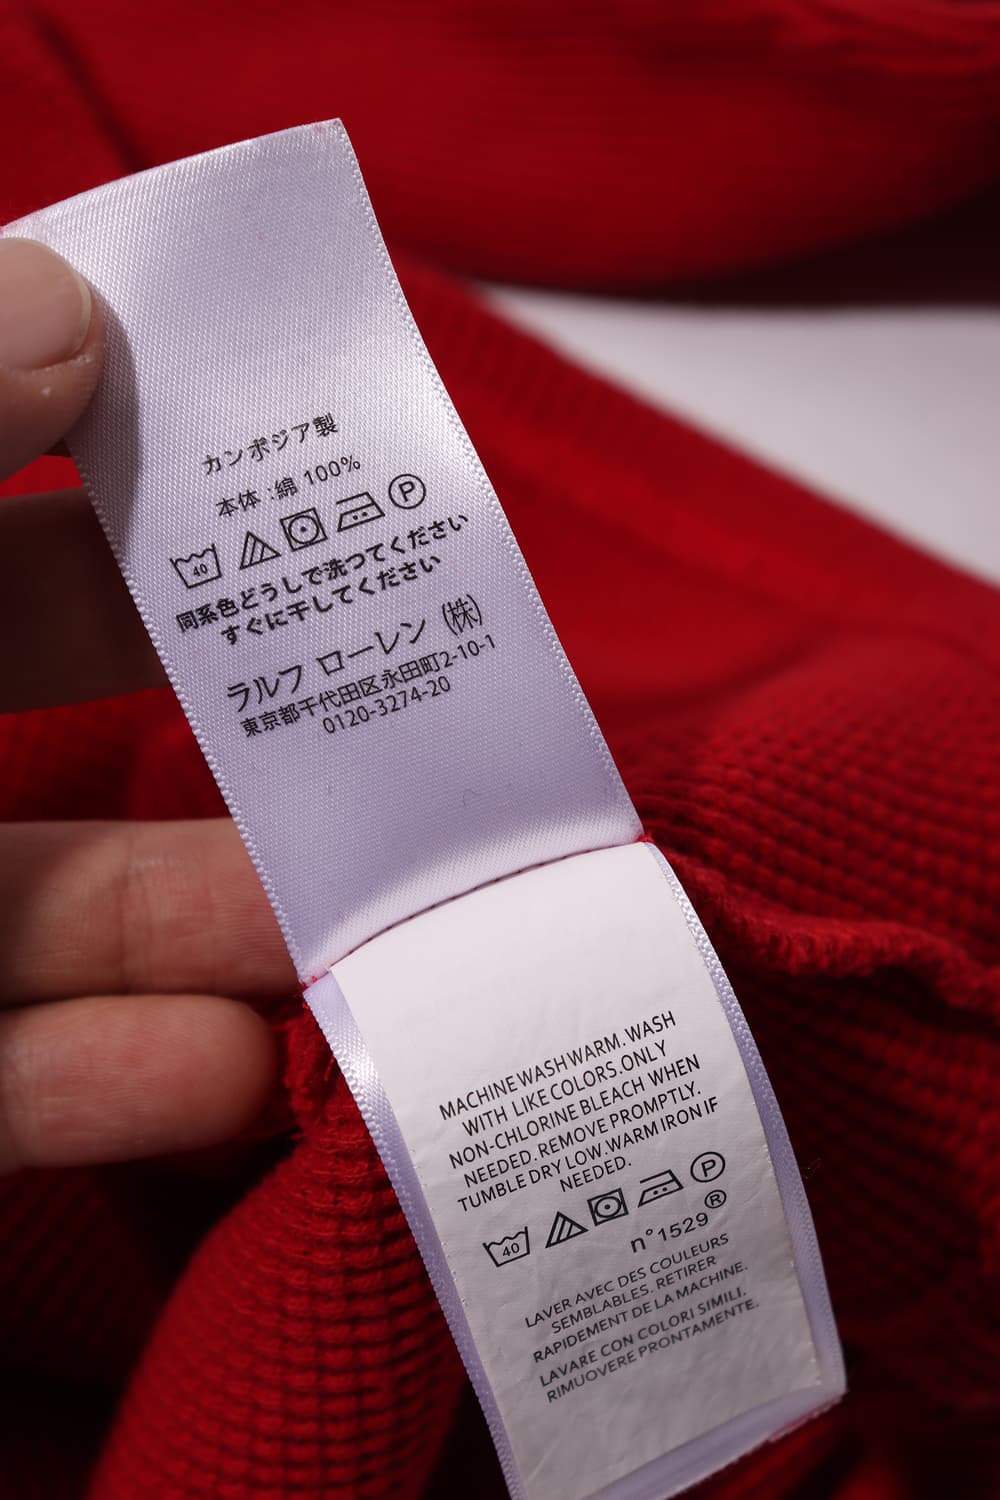 カンボジア製
本体 : 綿 100%
40 P
同系色どうしで洗つてください
すぐに干してください
ラルフ ローレン (株)
東京都千代田区永田町2-10-1
0120-3274-20
MACHINE WASH WARM. WASH
WITH LIKE COLORS.ONLY
NON-CHLORINE BLEACH WHEN
NEEDED. REMOVE PROMPTLY.
TUMBLE DRY LOW.WARM IRON IF
NEEDED.
40 P
n°1529®
LAVER AVEC DES COULEURS
SEMBLABLES. RETIRER
RAPIDEMENT DE LA MACHINE.
LAVARE CON COLORI SIMILI.
RIMUOVERE PRONTAMENTE.